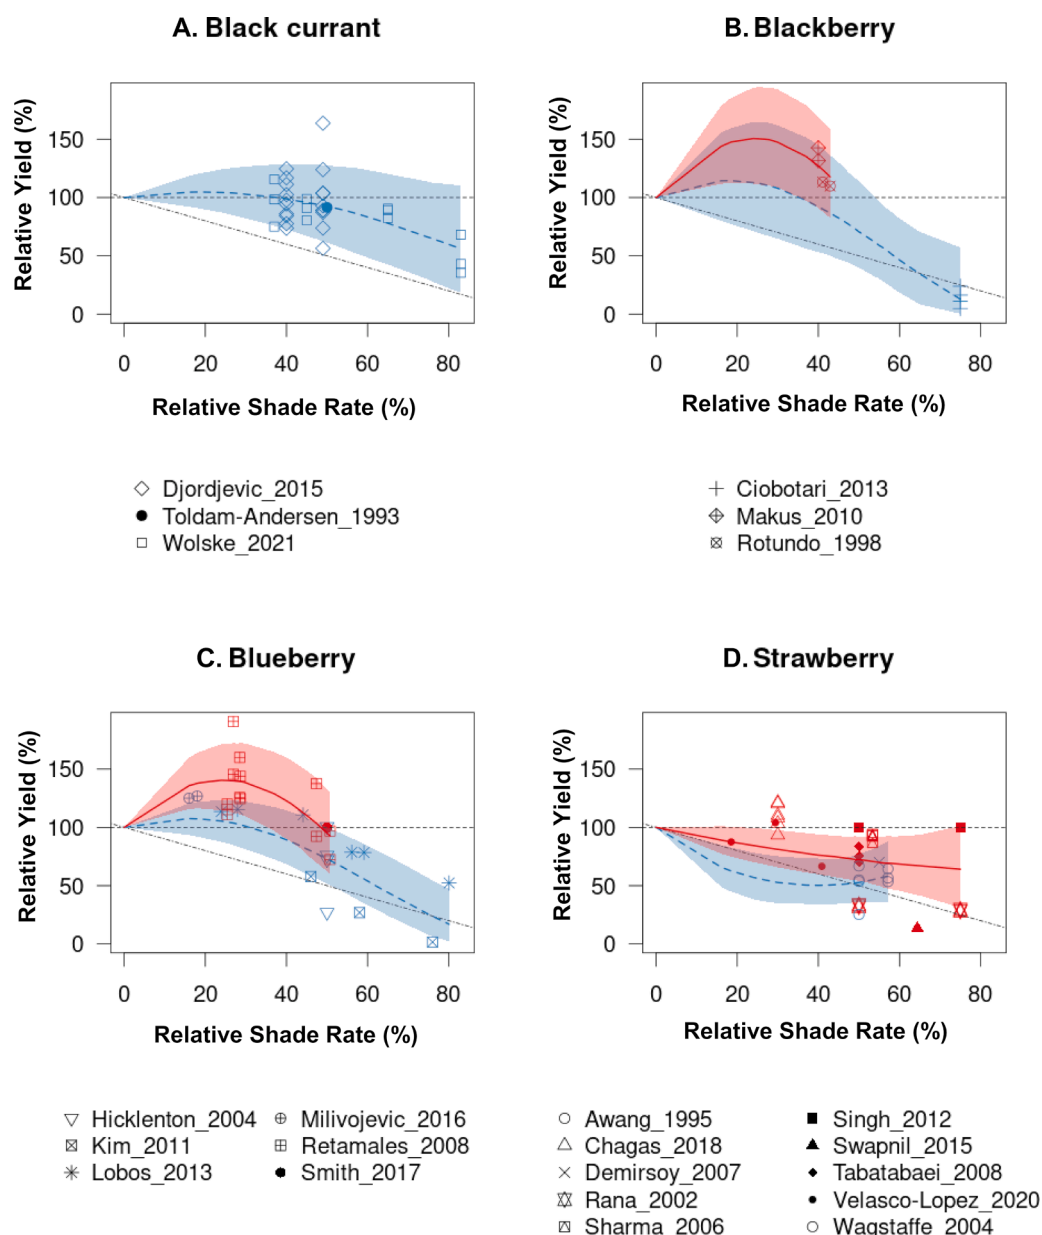 A. Black currant
B. Blackberry
Relative Yield (%)
150
100
50
0
0 20 40 60 80
Relative Shade Rate (%)
Relative Yield (%)
150
100
50
0
0 20 40 60 80
Relative Shade Rate (%)
Djordjevic_2015
Toldam-Andersen_1993
Wolske_2021
Ciobotari_2013
Makus_2010
Rotundo_1998
C. Blueberry
D. Strawberry
Relative Yield (%)
150
100
50
0
0 20 40 60 80
Relative Shade Rate (%)
Relative Yield (%)
150
100
50
0
0 20 40 60 80
Relative Shade Rate (%)
Hicklenton_2004
Kim_2011
Lobos_2013
Milivojevic_2016
Retamales_2008
Smith_2017
Awang_1995
Chagas_2018
Demirsoy_2007
Rana_2002
Sharma_2006
Singh_2012
Swapnil_2015
Tabatabaei_2008
Velasco-Lopez_2020
Wagstaffe_2004